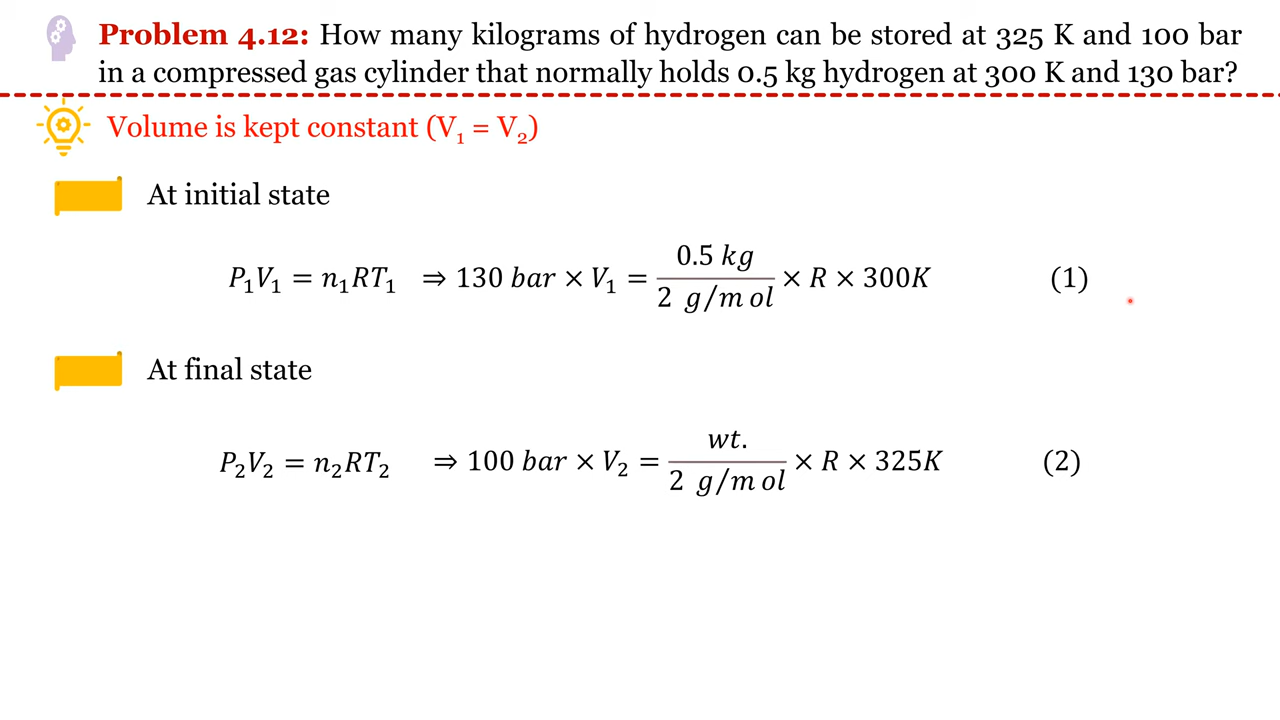 Problem 4.12: How many kilograms of hydrogen can be stored at 325 K and 100 bar
in a compressed gas cylinder that normally holds 0.5 kg hydrogen at 300 K and 130 bar?
Volume is kept constant (V₁ = V₂)
At initial state
P₁V₁ = n₁RT₁ ⇒ 130 bar × V₁ = 0.5 kg / 2 g/mol × R × 300K (1)
At final state
P₂V₂ = n₂RT₂ ⇒ 100 bar × V₂ = wt. / 2 g/mol × R × 325K (2)